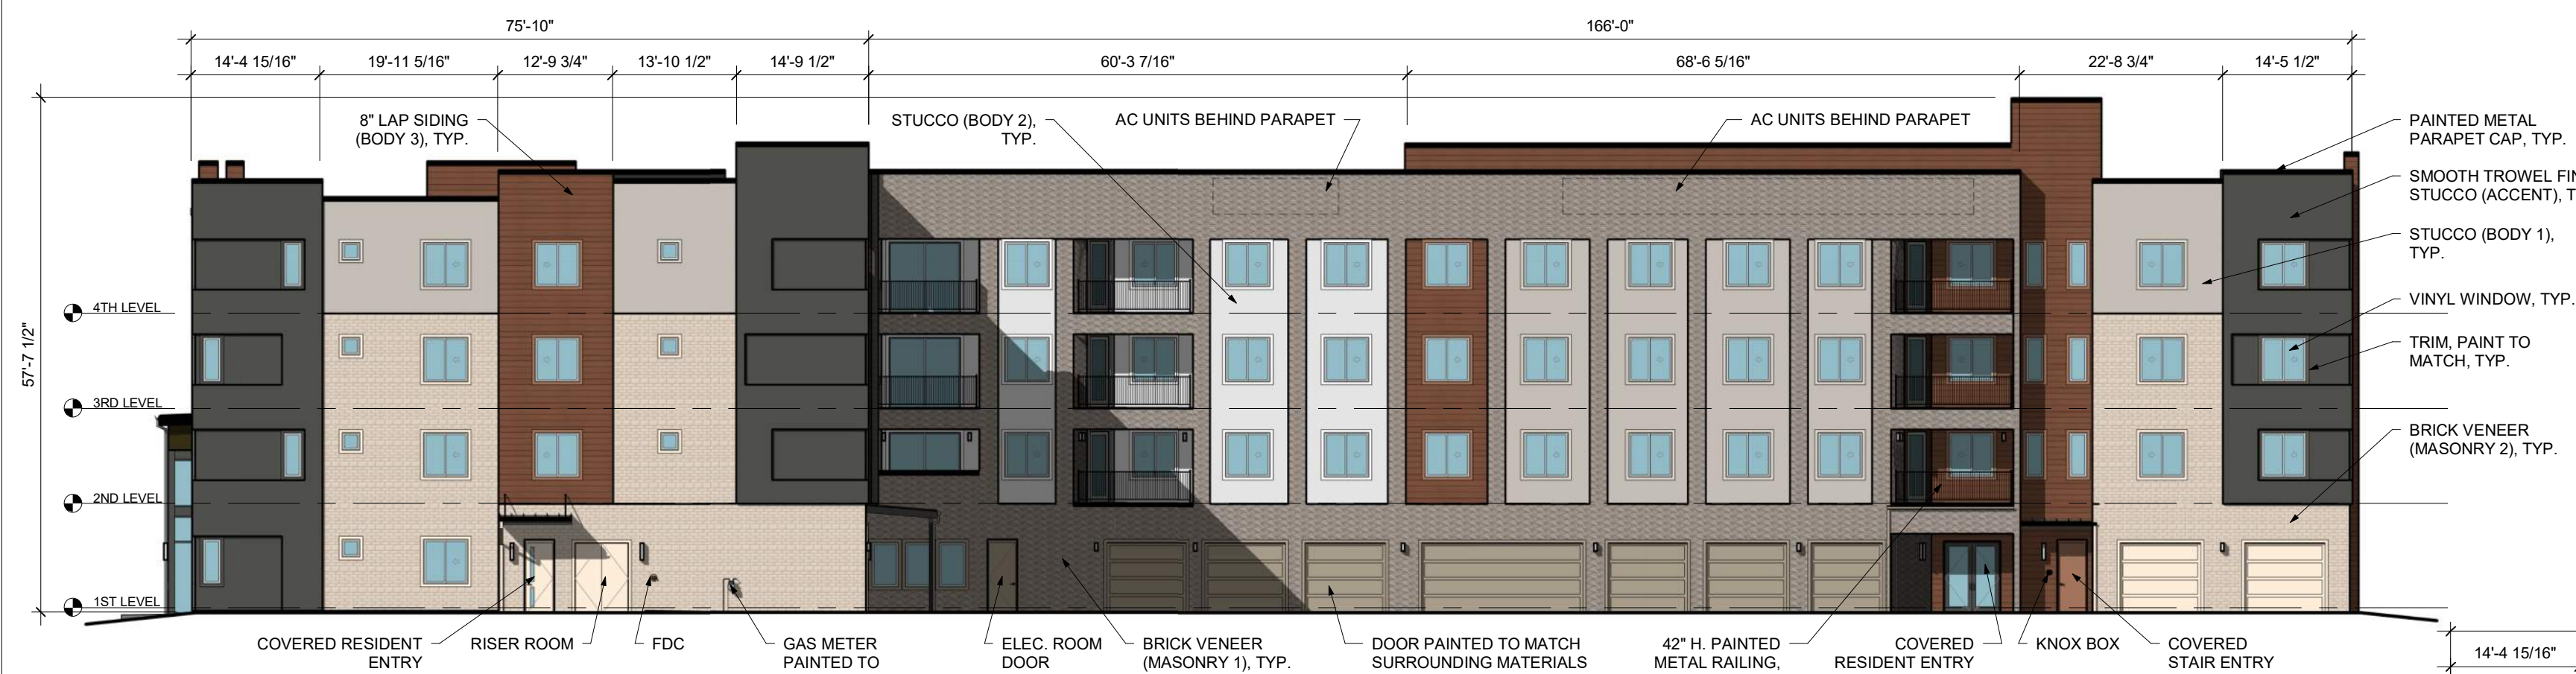 75'-10"
166'-0"
14'-4 15/16"
19'-11 5/16"
12'-9 3/4"
13'-10 1/2"
14'-9 1/2"
60'-3 7/16"
68'-6 5/16"
22'-8 3/4"
14'-5 1/2"
8" LAP SIDING
(BODY 3), TYP.
STUCCO (BODY 2),
TYP.
AC UNITS BEHIND PARAPET
AC UNITS BEHIND PARAPET
PAINTED METAL
PARAPET CAP, TYP.
SMOOTH TROWEL FIN
STUCCO (ACCENT), T
STUCCO (BODY 1),
TYP.
VINYL WINDOW, TYP.
TRIM, PAINT TO
MATCH, TYP.
BRICK VENEER
(MASONRY 2), TYP.
57'-7 1/2"
4TH LEVEL
3RD LEVEL
2ND LEVEL
1ST LEVEL
COVERED RESIDENT
ENTRY
RISER ROOM
FDC
GAS METER
PAINTED TO
ELEC. ROOM
DOOR
BRICK VENEER
(MASONRY 1), TYP.
DOOR PAINTED TO MATCH
SURROUNDING MATERIALS
42" H. PAINTED
METAL RAILING,
COVERED
RESIDENT ENTRY
KNOX BOX
COVERED
STAIR ENTRY
14'-4 15/16"